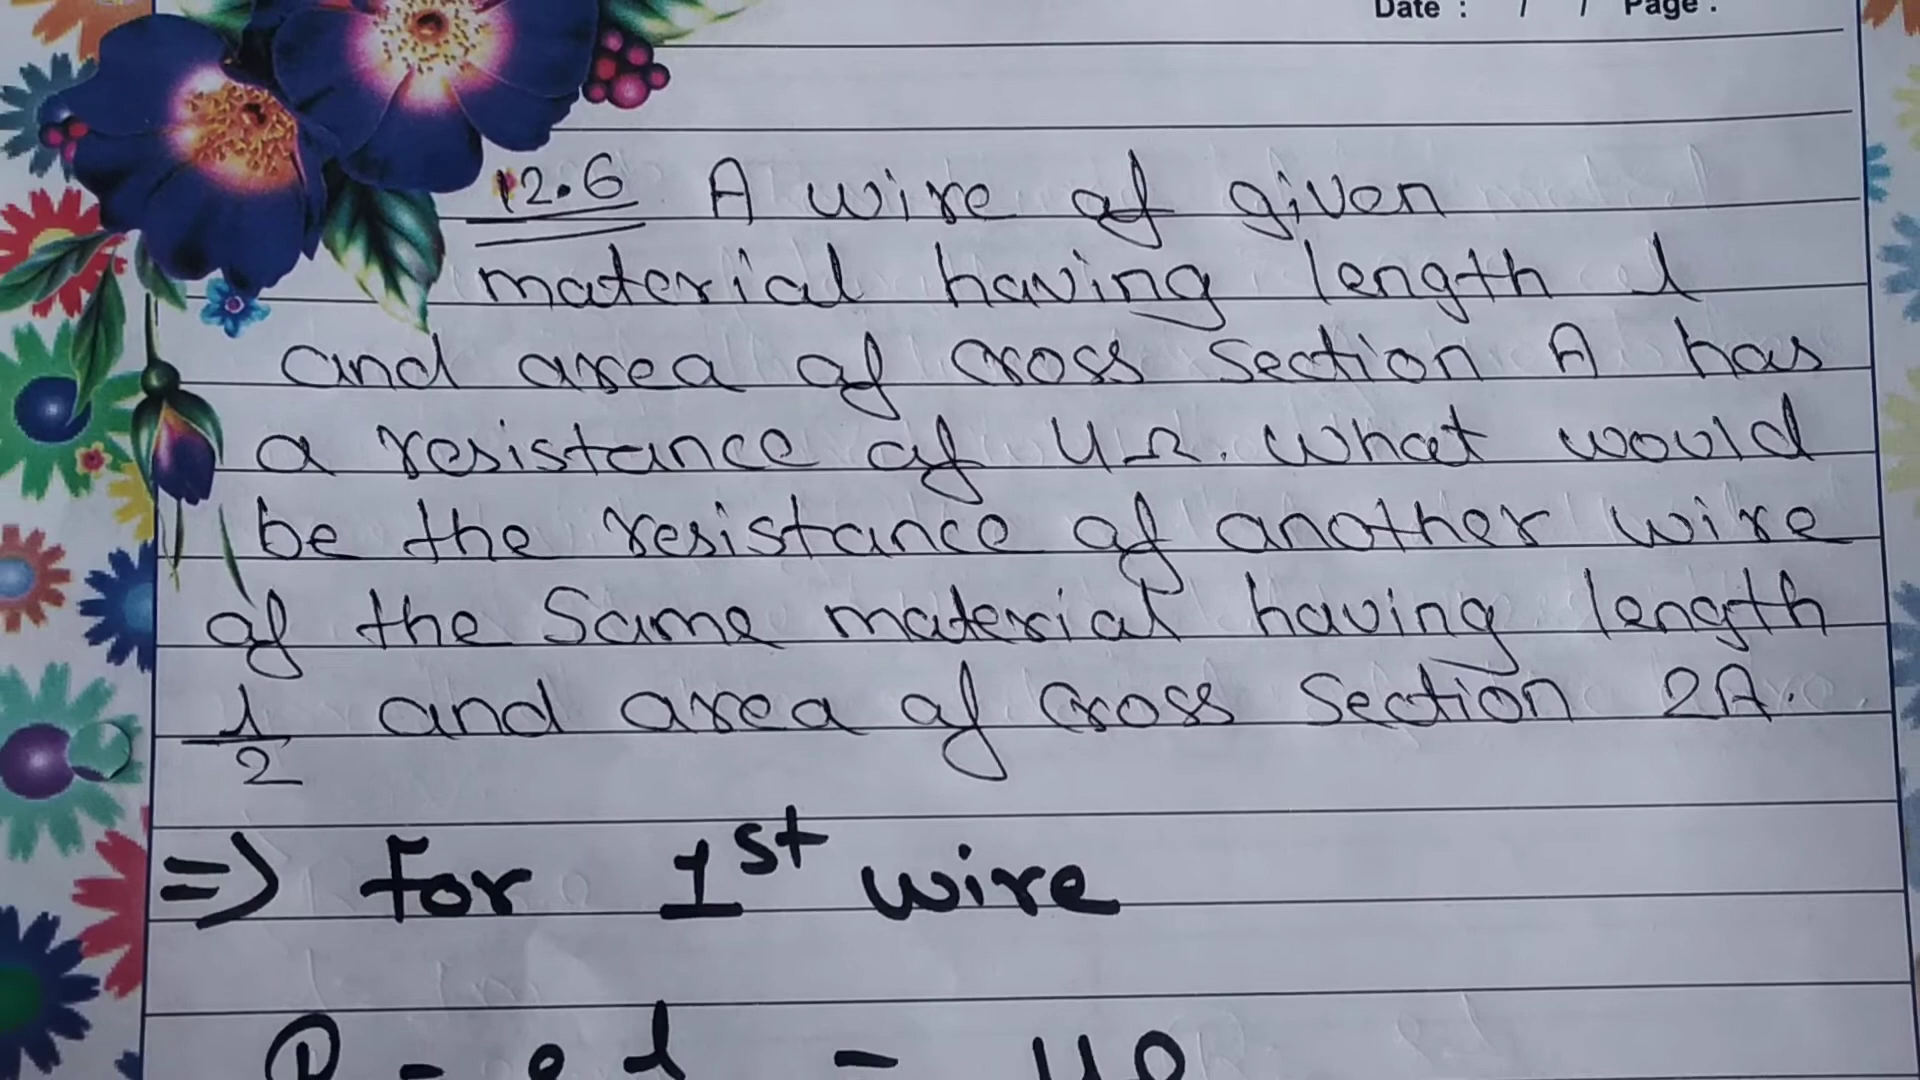 Date : / / Page :
12.6 A wire of given
material having length l
and area of cross section A has
a resistance of 4Ω. What would
be the resistance of another wire
of the same material having length
l/2 and area of cross section 2A.
=> For 1st wire